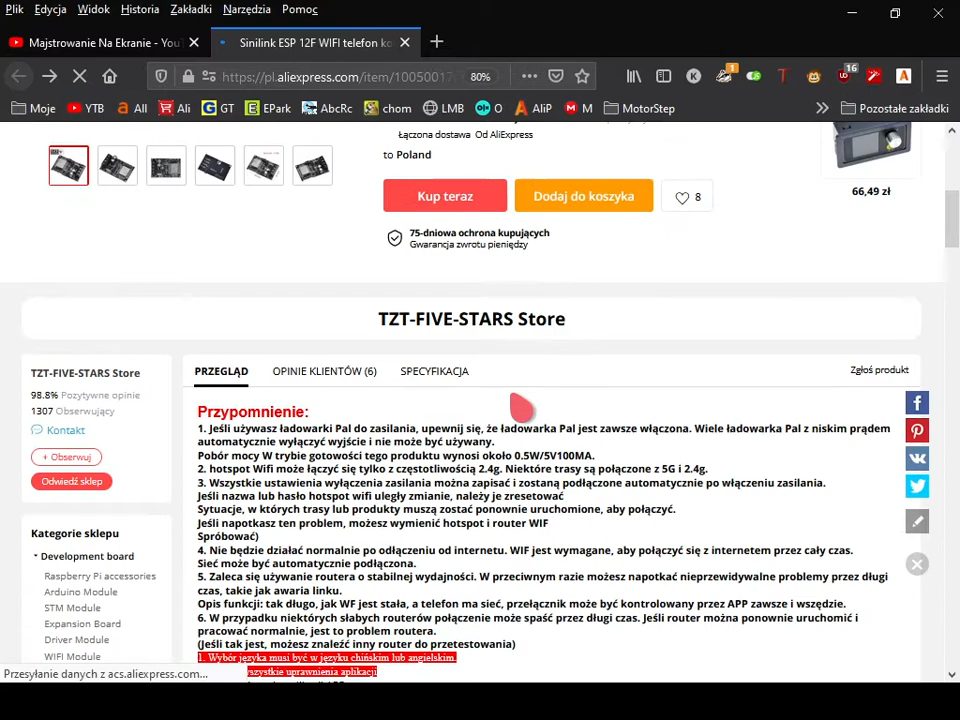 Plik Edycja Widok Historia Zakładki Narzędzia Pomoc
Majstrowanie Na Ekranie - You
Sinilink ESP 12F WIFI telefon ko
https://pl.aliexpress.com/item/10050017
80%
1
16
K
T
A
Moje YTB All Ali GT EPark AbcRc chom LMB O AliP M MotorStep Pozostałe zakładki
Łączona dostawa Od AliExpress
to Poland
Kup teraz
Dodaj do koszyka
8
66,49 zł
75-dniowa ochrona kupujących
Gwarancja zwrotu pieniędzy
TZT-FIVE-STARS Store
TZT-FIVE-STARS Store
98.8% Pozytywne opinie
1307 Obserwujący
Kontakt
+ Obserwuj
Odwiedź sklep
Kategorie sklepu
Development board
Raspberry Pi accessories
Arduino Module
STM Module
Expansion Board
Driver Module
WIFI Module
PRZEGLĄD
OPINIE KLIENTÓW (6)
SPECYFIKACJA
Zgłoś produkt
Przypomnienie:
1. Jeśli używasz ładowarki Pal do zasilania, upewnij się, że ładowarka Pal jest zawsze włączona. Wiele ładowarka Pal z niskim prądem
automatycznie wyłączyć wyjście i nie może być używany.
Pobór mocy W trybie gotowości tego produktu wynosi około 0.5W/5V100MA.
2. hotspot Wifi może łączyć się tylko z częstotliwością 2.4g. Niektóre trasy są połączone z 5G i 2.4g.
3. Wszystkie ustawienia wyłączenia zasilania można zapisać i zostaną podłączone automatycznie po włączeniu zasilania.
Jeśli nazwa lub hasło hotspot wifi uległy zmianie, należy je zresetować
Sytuacje, w których trasy lub produkty muszą zostać ponownie uruchomione, aby połączyć.
Jeśli napotkasz ten problem, możesz wymienić hotspot i router WIF
Spróbować)
4. Nie będzie działać normalnie po odłączeniu od internetu. WIF jest wymagane, aby połączyć się z internetem przez cały czas.
Sieć może być automatycznie podłączona.
5. Zaleca się używanie routera o stabilnej wydajności. W przeciwnym razie możesz napotkać nieprzewidywalne problemy przez długi
czas, takie jak awaria linku.
Opis funkcji: tak długo, jak WF jest stała, a telefon ma sieć, przełącznik może być kontrolowany przez APP zawsze i wszędzie.
6. W przypadku niektórych słabych routerów połączenie może spaść przez długi czas. Jeśli router można ponownie uruchomić i
pracować normalnie, jest to problem routera.
(Jeśli tak jest, możesz znaleźć inny router do przetestowania)
1. Wybór języka musi być w języku chińskim lub angielskim.
wszystkie uprawnienia aplikacji
Przesyłanie danych z acs.aliexpress.com...